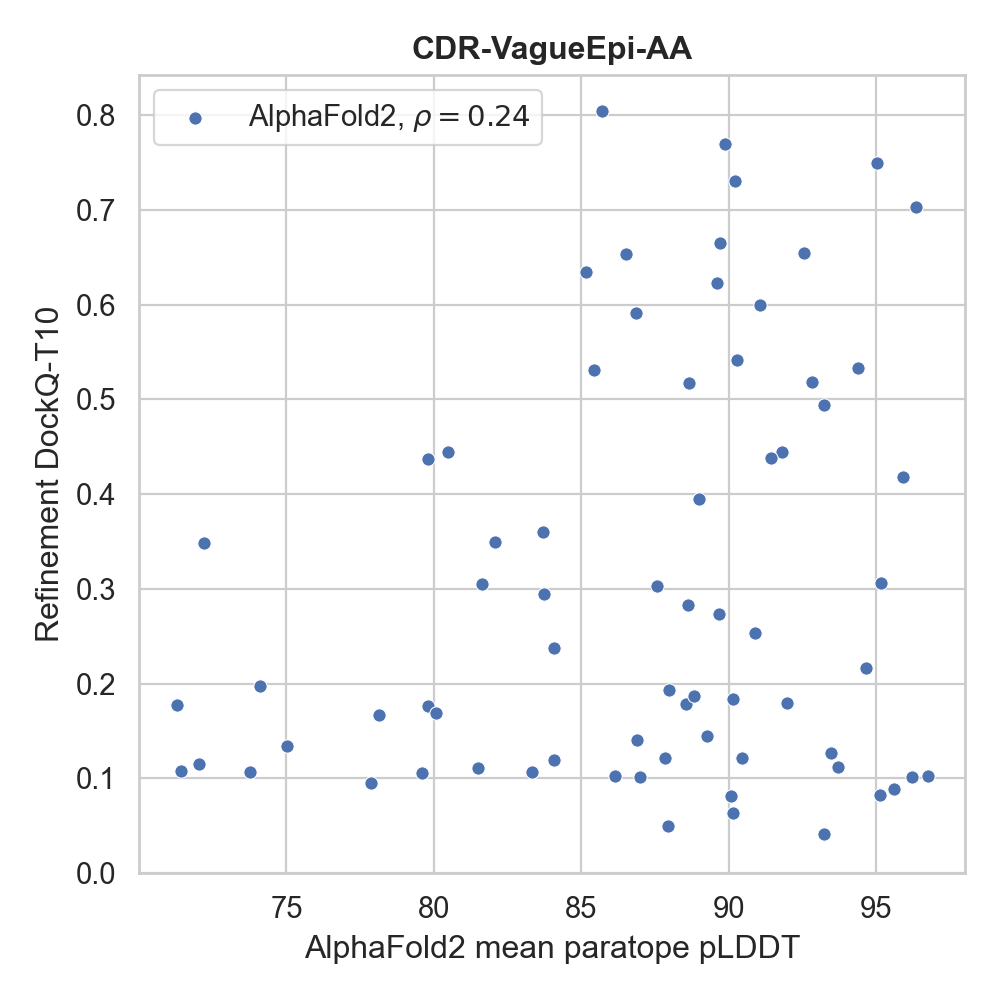 CDR-VagueEpi-AA
AlphaFold2, ρ = 0.24
Refinement DockQ-T10
0.8
0.7
0.6
0.5
0.4
0.3
0.2
0.1
0.0
75 80 85 90 95
AlphaFold2 mean paratope pLDDT